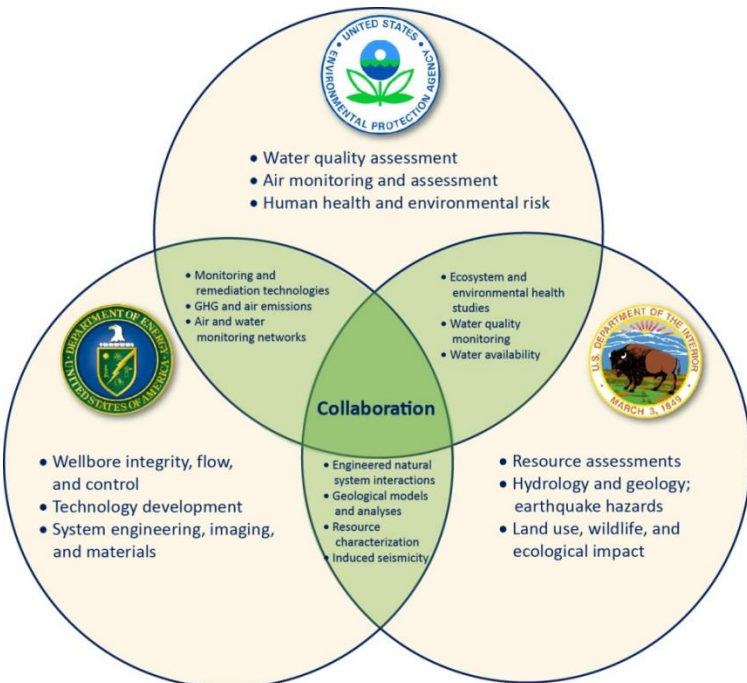 UNITED STATES
ENVIRONMENTAL PROTECTION AGENCY
• Water quality assessment
• Air monitoring and assessment
• Human health and environmental risk
• Monitoring and
remediation technologies
• GHG and air emissions
• Air and water
monitoring networks
• Ecosystem and
environmental health
studies
• Water quality
monitoring
• Water availability
DEPARTMENT OF ENERGY
UNITED STATES OF AMERICA
U.S. DEPARTMENT OF THE INTERIOR
MARCH 3, 1849
Collaboration
• Wellbore integrity, flow,
and control
• Technology development
• System engineering, imaging,
and materials
• Engineered natural
system interactions
• Geological models
and analyses
• Resource
characterization
• Induced seismicity
• Resource assessments
• Hydrology and geology;
earthquake hazards
• Land use, wildlife, and
ecological impact